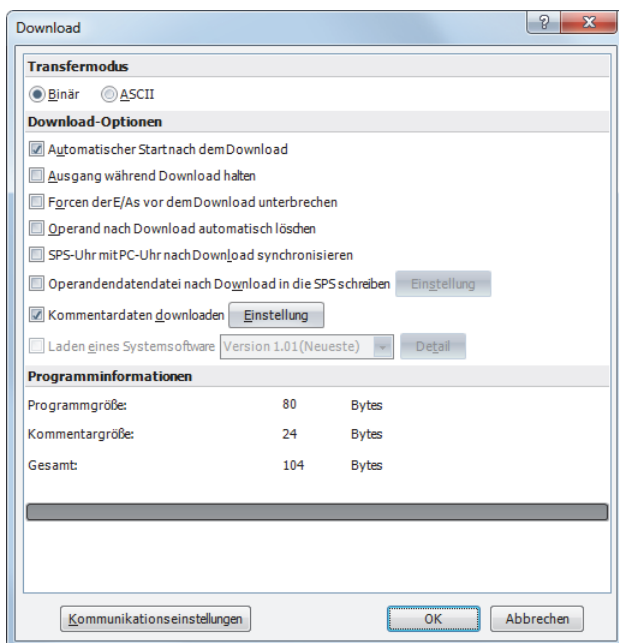 Download
Transfermodus
Binär ASCII
Download-Optionen
Automatischer Start nach dem Download
Ausgang während Download halten
Forcen der E/As vor dem Download unterbrechen
Operand nach Download automatisch löschen
SPS-Uhr mit PC-Uhr nach Download synchronisieren
Operandendatendatei nach Download in die SPS schreiben Einstellung
Kommentardaten downloaden Einstellung
Laden eines Systemsoftware Version 1.01(Neueste) Detail
Programminformationen
Programmgröße: 80 Bytes
Kommentargröße: 24 Bytes
Gesamt: 104 Bytes
Kommunikationseinstellungen OK Abbrechen